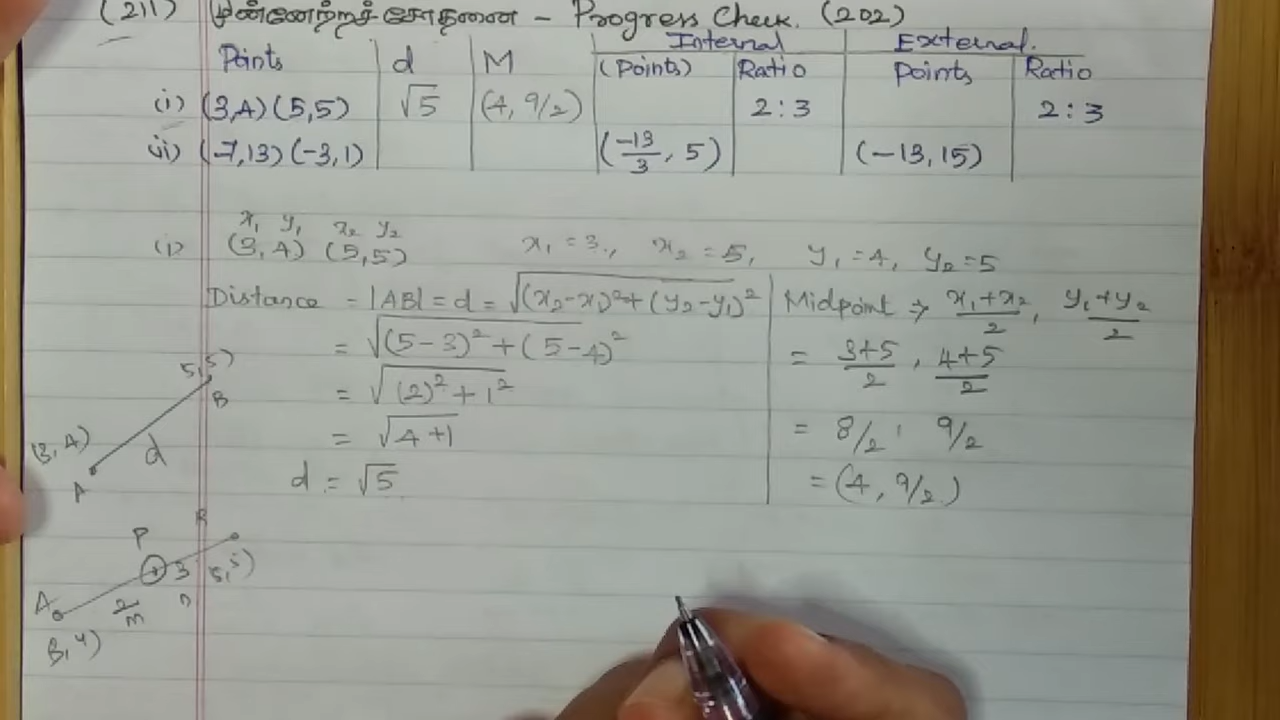 (211) முன்னேற்றச் சோதனை – Progress Check. (202)
Internal External.
Points d M (Points) Ratio Points Ratio
(i) (3,4) (5,5) √5 (4, 9/2) 2:3 2:3
(ii) (-7,13) (-3,1) (-13/3, 5) (-13,15)
x₁ y₁ x₂ y₂
(i) (3,4) (5,5) x₁ = 3., x₂ = 5, y₁ = 4, y₂ = 5
Distance = |AB| = d = √(x₂-x₁)²+(y₂-y₁)² Midpoint ⇒ x₁+x₂/2, y₁+y₂/2
= √(5-3)²+(5-4)² = 3+5/2, 4+5/2
= √(2)²+1²
= √4+1 = 8/2, 9/2
d = √5 = (4, 9/2)
5,5)
B
(3,4)
d
A
B
P
3 5,5)
A 2/m n
3,4)